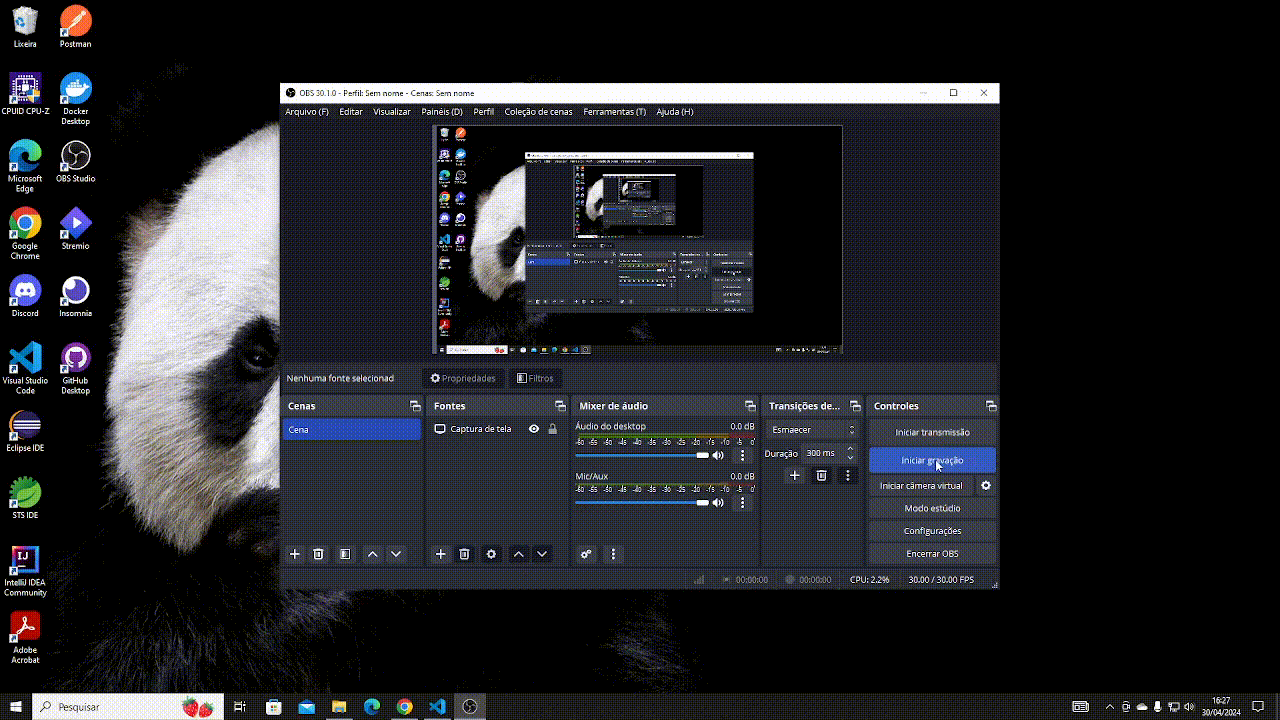 Lixeira
Postman
CPUID CPU-Z
Docker
Desktop
Microsoft
Edge
OBS Studio
Google
Chrome
Stremio
Discord
Insomnia
Visual Studio
Code
GitHub
Desktop
Eclipse IDE
STS IDE
IntelliJ IDEA
Community
Adobe
Acrobat
OBS 30.1.0 - Perfil: Sem nome - Cenas: Sem nome
Arquivo (F) Editar Visualizar Painéis (D) Perfil Coleção de cenas Ferramentas (T) Ajuda (H)
Nenhuma fonte selecionad
Propriedades
Filtros
Cenas
Cena
Fontes
Captura de tela
Mixer de áudio
Áudio do desktop 0.0 dB
-60 -55 -50 -45 -40 -35 -30 -25 -20 -15 -10 -5 0
Mic/Aux 0.0 dB
-60 -55 -50 -45 -40 -35 -30 -25 -20 -15 -10 -5 0
Transições de...
Esmaecer
Duração 300 ms
Controles
Iniciar transmissão
Iniciar gravação
Iniciar câmera virtual
Modo estúdio
Configurações
Encerrar OBS
00:00:00 00:00:00 CPU: 2.2% 30.00 / 30.00 FPS
Pesquisar
16:27
30/04/2024